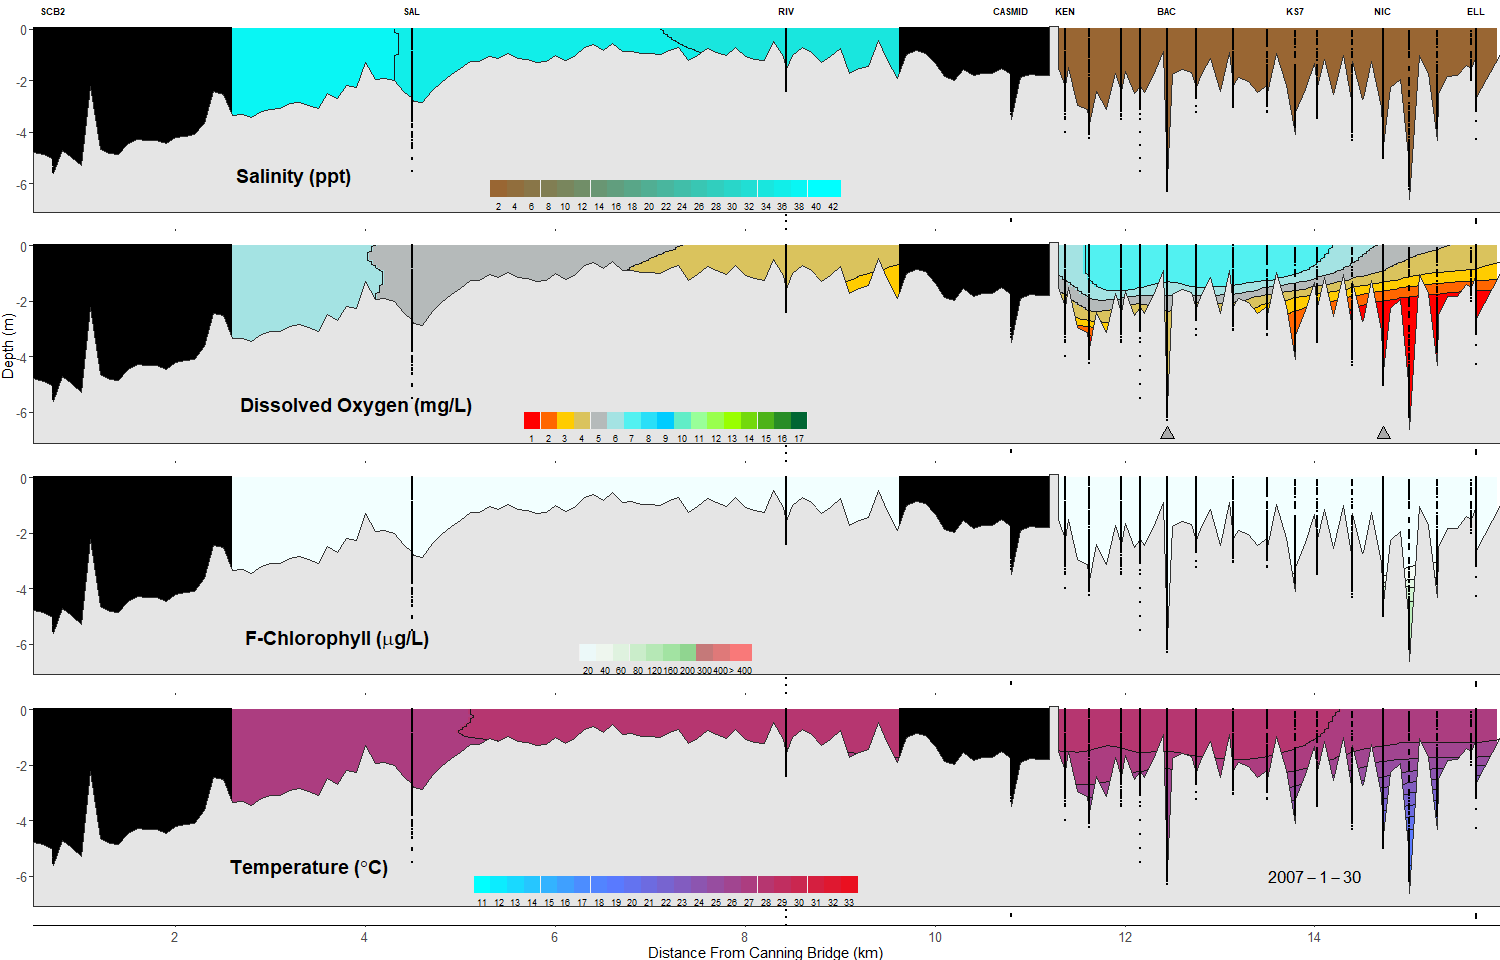 SCB2 SAL RIV CASMID KEN BAC KS7 NIC ELL
0
-2
-4
-6
Salinity (ppt)
2 4 6 8 10 12 14 16 18 20 22 24 26 28 30 32 34 36 38 40 42
0
-2
-4
-6
Dissolved Oxygen (mg/L)
1 2 3 4 5 6 7 8 9 10 11 12 13 14 15 16 17
Depth (m)
0
-2
-4
-6
F-Chlorophyll (μg/L)
20 40 60 80 120 160 200 300 400 > 400
0
-2
-4
-6
Temperature (°C)
2007 – 1 – 30
11 12 13 14 15 16 17 18 19 20 21 22 23 24 25 26 27 28 29 30 31 32 33
2 4 6 8 10 12 14
Distance From Canning Bridge (km)